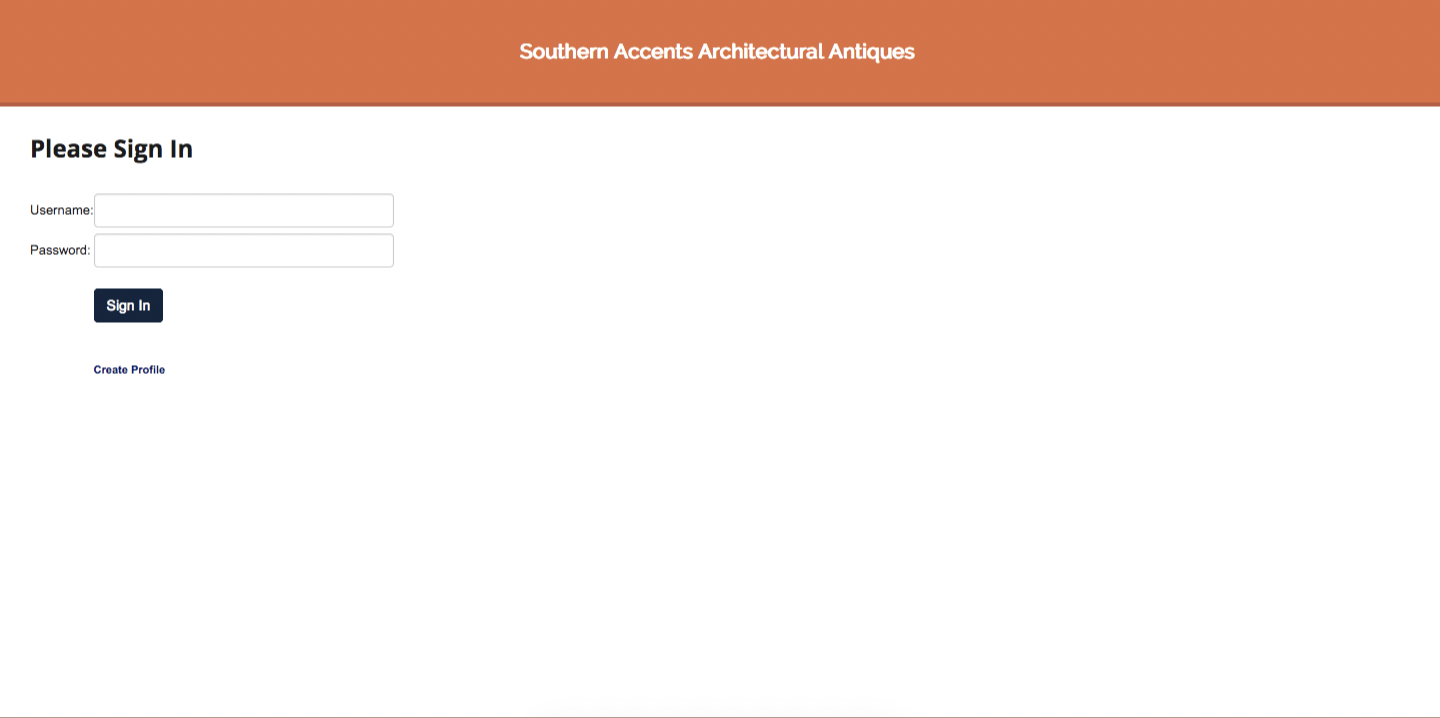 Southern Accents Architectural Antiques
Please Sign In
Username:
Password:
Sign In
Create Profile